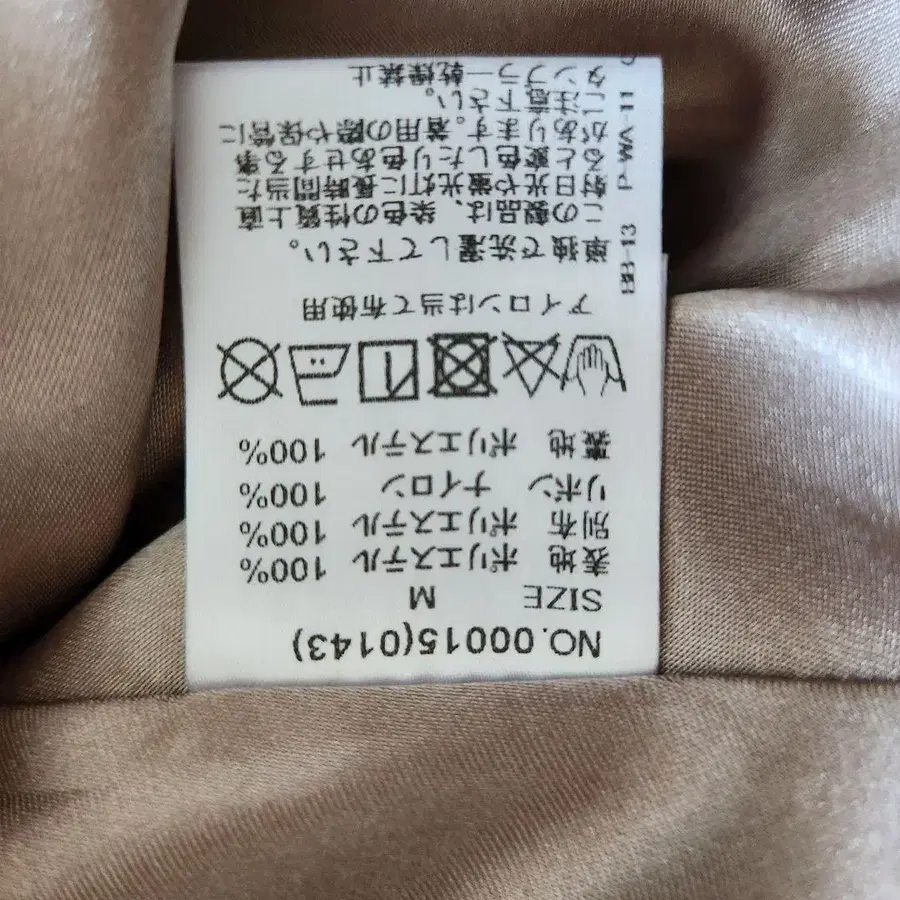 NO.00015(0143)
SIZE M
表地 ポリエステル 100%
別布 ポリエステル 100%
リボン ナイロン 100%
裏地 ポリエステル 100%
アイロンは当て布使用
単独で洗濯して下さい。
この製品は、染色の性質上直
射日光や螢光灯に長時間当た
ると変色したり色あせする事
があります。着用の際や保管に
ご注意下さい。
タンブラー乾燥禁止
BB-13 P-WA-11